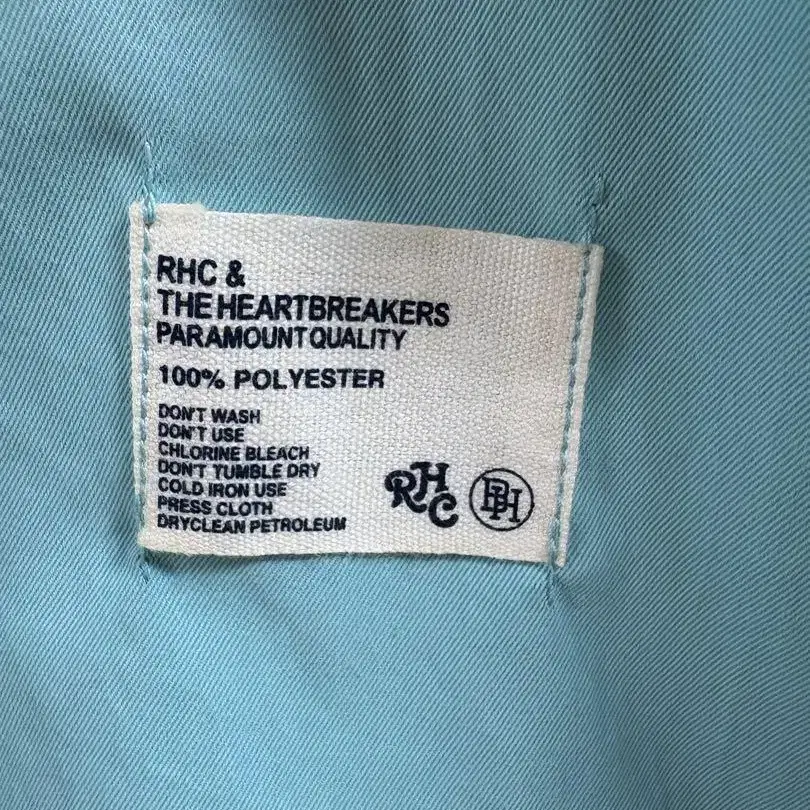 RHC &
THE HEARTBREAKERS
PARAMOUNT QUALITY
100% POLYESTER
DON'T WASH
DON'T USE
CHLORINE BLEACH
DON'T TUMBLE DRY
COLD IRON USE
PRESS CLOTH
DRYCLEAN PETROLEUM
RHC